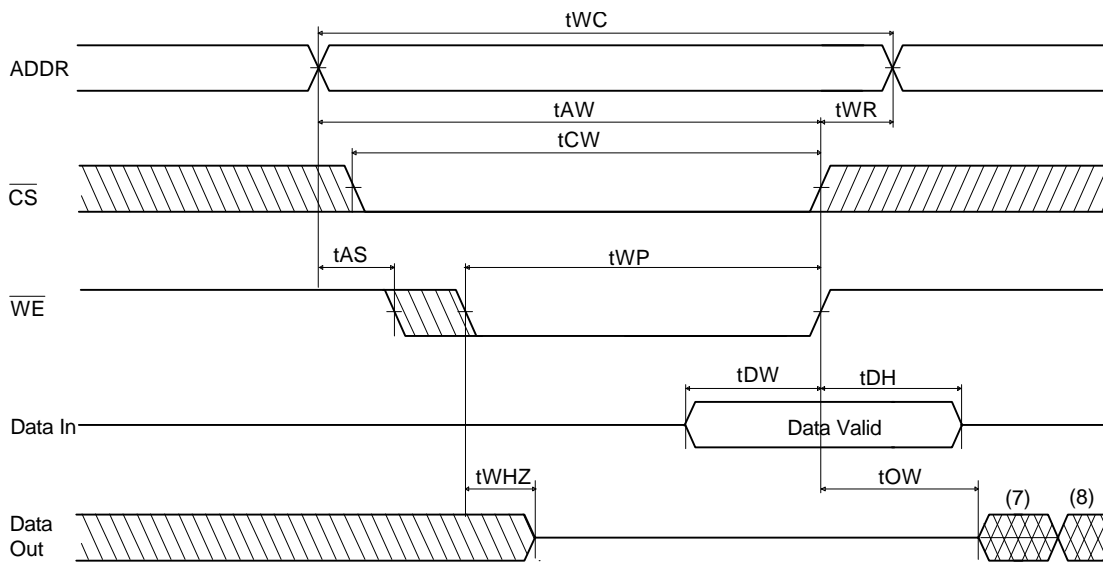 tWC
ADDR
tAW
tWR
tCW
CS
tAS
tWP
WE
tDW
tDH
Data In
Data Valid
tWHZ
tOW
(7)
(8)
Data
Out